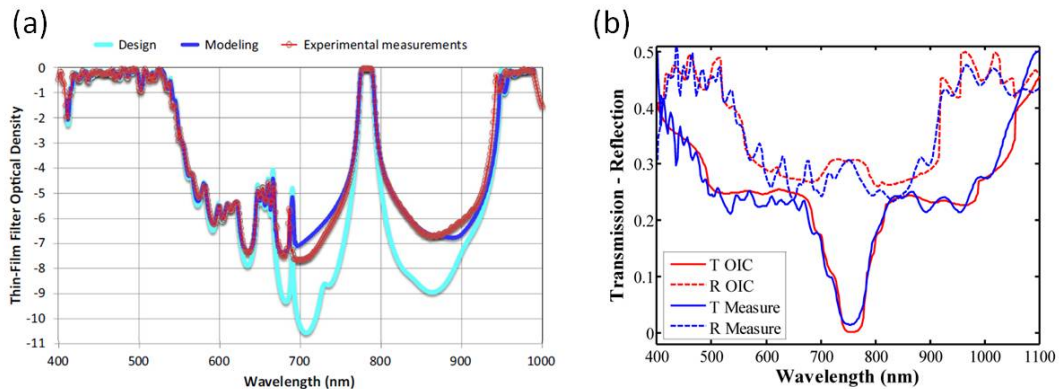 (a)
Design Modeling Experimental measurements
Thin-Film Filter Optical Density
0
-1
-2
-3
-4
-5
-6
-7
-8
-9
-10
-11
400 500 600 700 800 900 1000
Wavelength (nm)
(b)
Transmission - Reflection
0.5
0.4
0.3
0.2
0.1
0
T OIC
R OIC
T Measure
R Measure
400 500 600 700 800 900 1000 1100
Wavelength (nm)